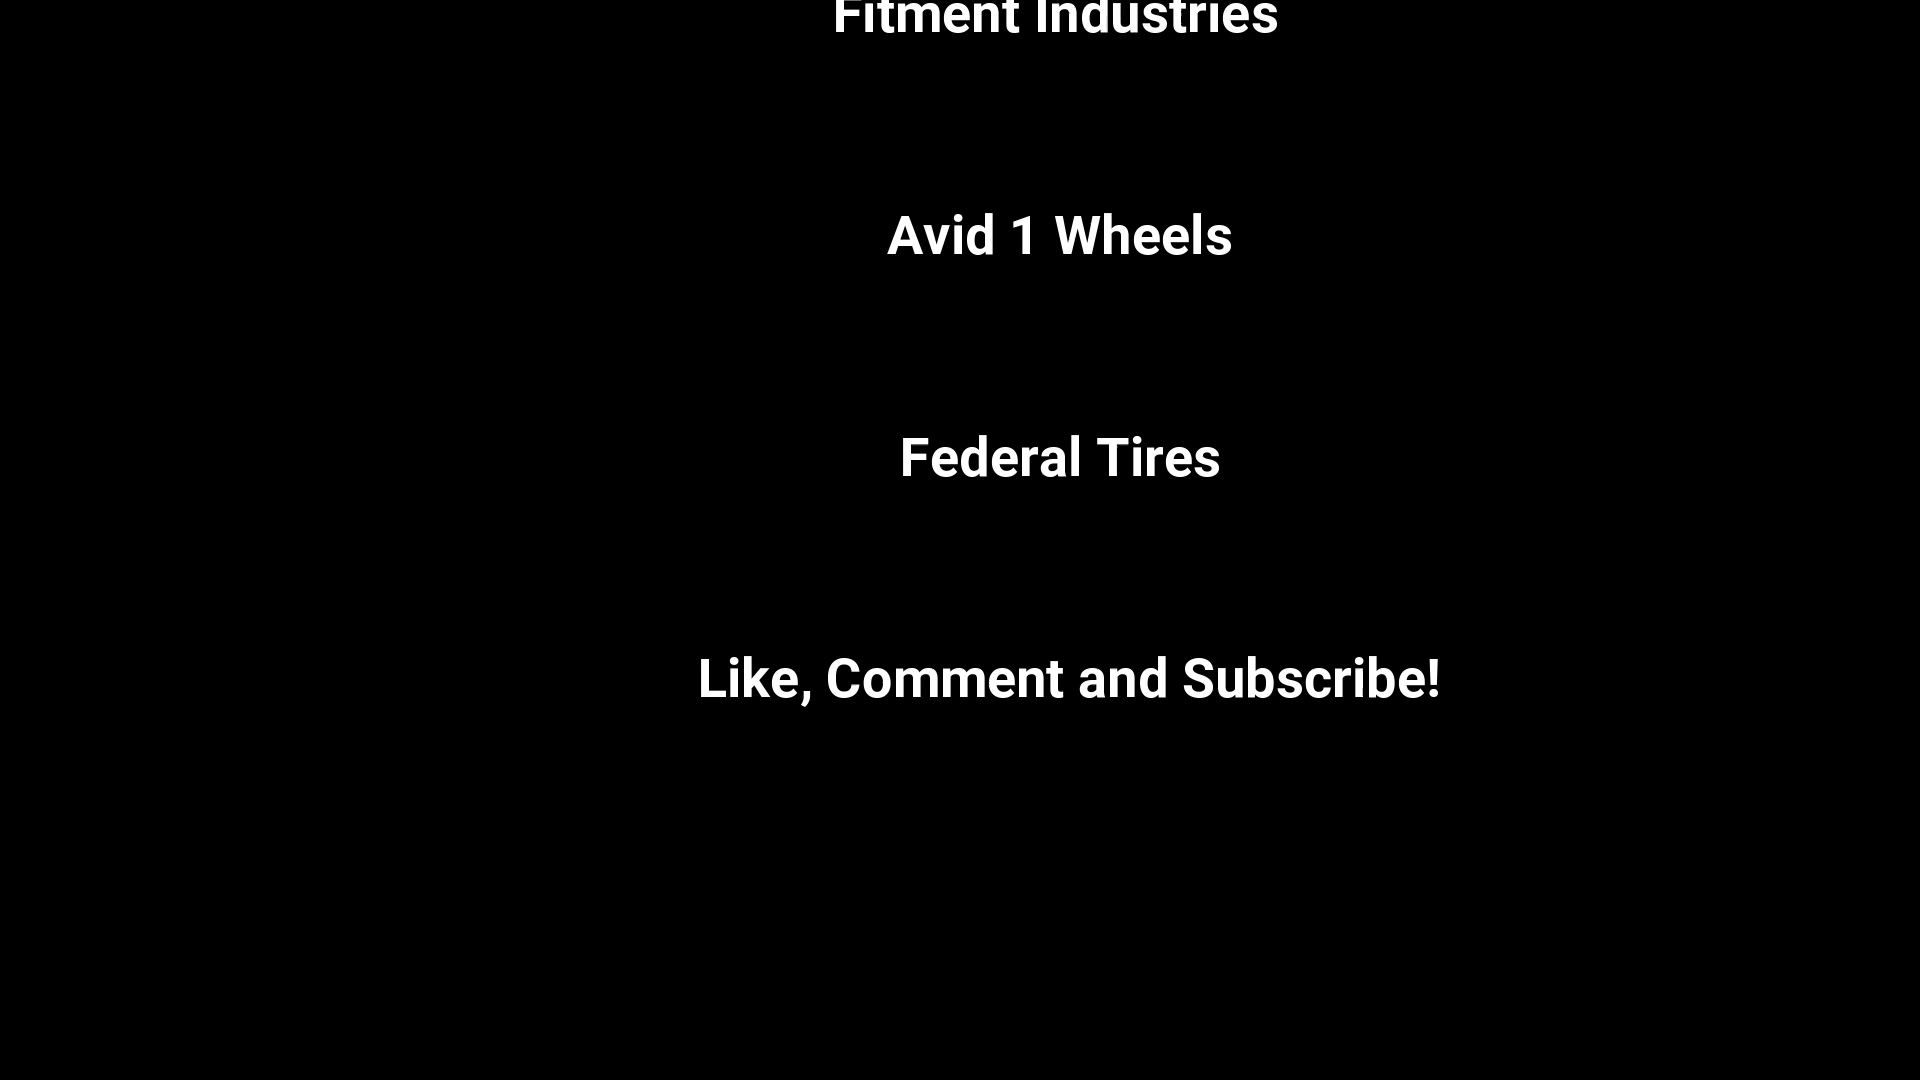 Fitment Industries
Avid 1 Wheels
Federal Tires
Like, Comment and Subscribe!